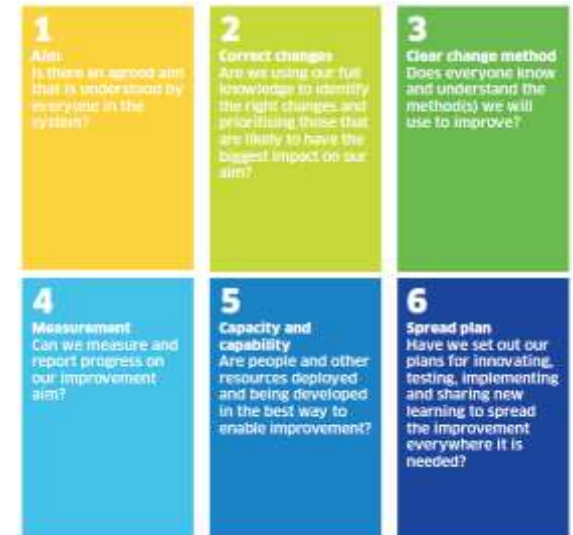 1
Aim
Is there an agreed aim
that is understood by
everyone in the
system?
2
Correct changes
Are we using our full
knowledge to identify
the right changes and
prioritising those that
are likely to have the
biggest impact on our
aim?
3
Clear change method
Does everyone know
and understand the
method(s) we will
use to improve?
4
Measurement
Can we measure and
report progress on
our improvement
aim?
5
Capacity and
capability
Are people and other
resources deployed
and being developed
in the best way to
enable improvement?
6
Spread plan
Have we set out our
plans for innovating,
testing, implementing
and sharing new
learning to spread
the improvement
everywhere it is
needed?